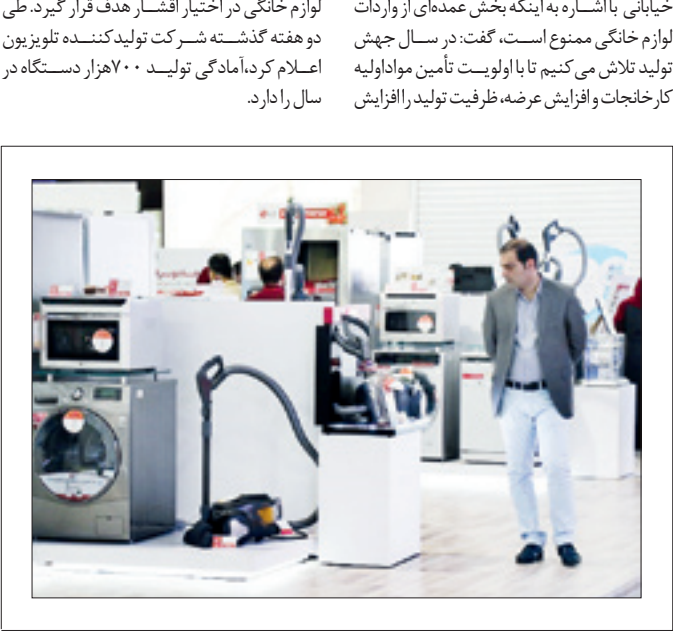 خیابانی با اشاره به اینکه بخش عمده‌ای از واردات
لوازم خانگی ممنوع است، گفت: در سال جهش
تولید تلاش می‌کنیم تا با اولویت تأمین مواداولیه
کارخانجات و افزایش عرضه، ظرفیت تولید را افزایش
لوازم خانگی در اختیار اقشار هدف قرار گیرد. طی
دو هفته گذشته شرکت تولیدکننده تلویزیون
اعلام کرد،آمادگی تولید ۷۰۰هزار دستگاه در
سال را دارد.